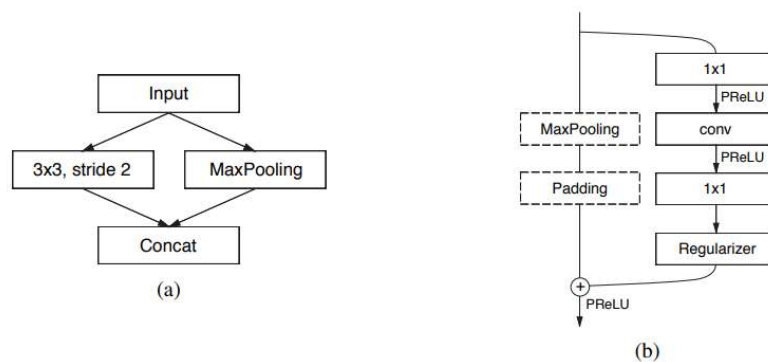 Input
3x3, stride 2
MaxPooling
Concat
(a)
1x1
PReLU
MaxPooling
conv
PReLU
Padding
1x1
Regularizer
+
PReLU
(b)